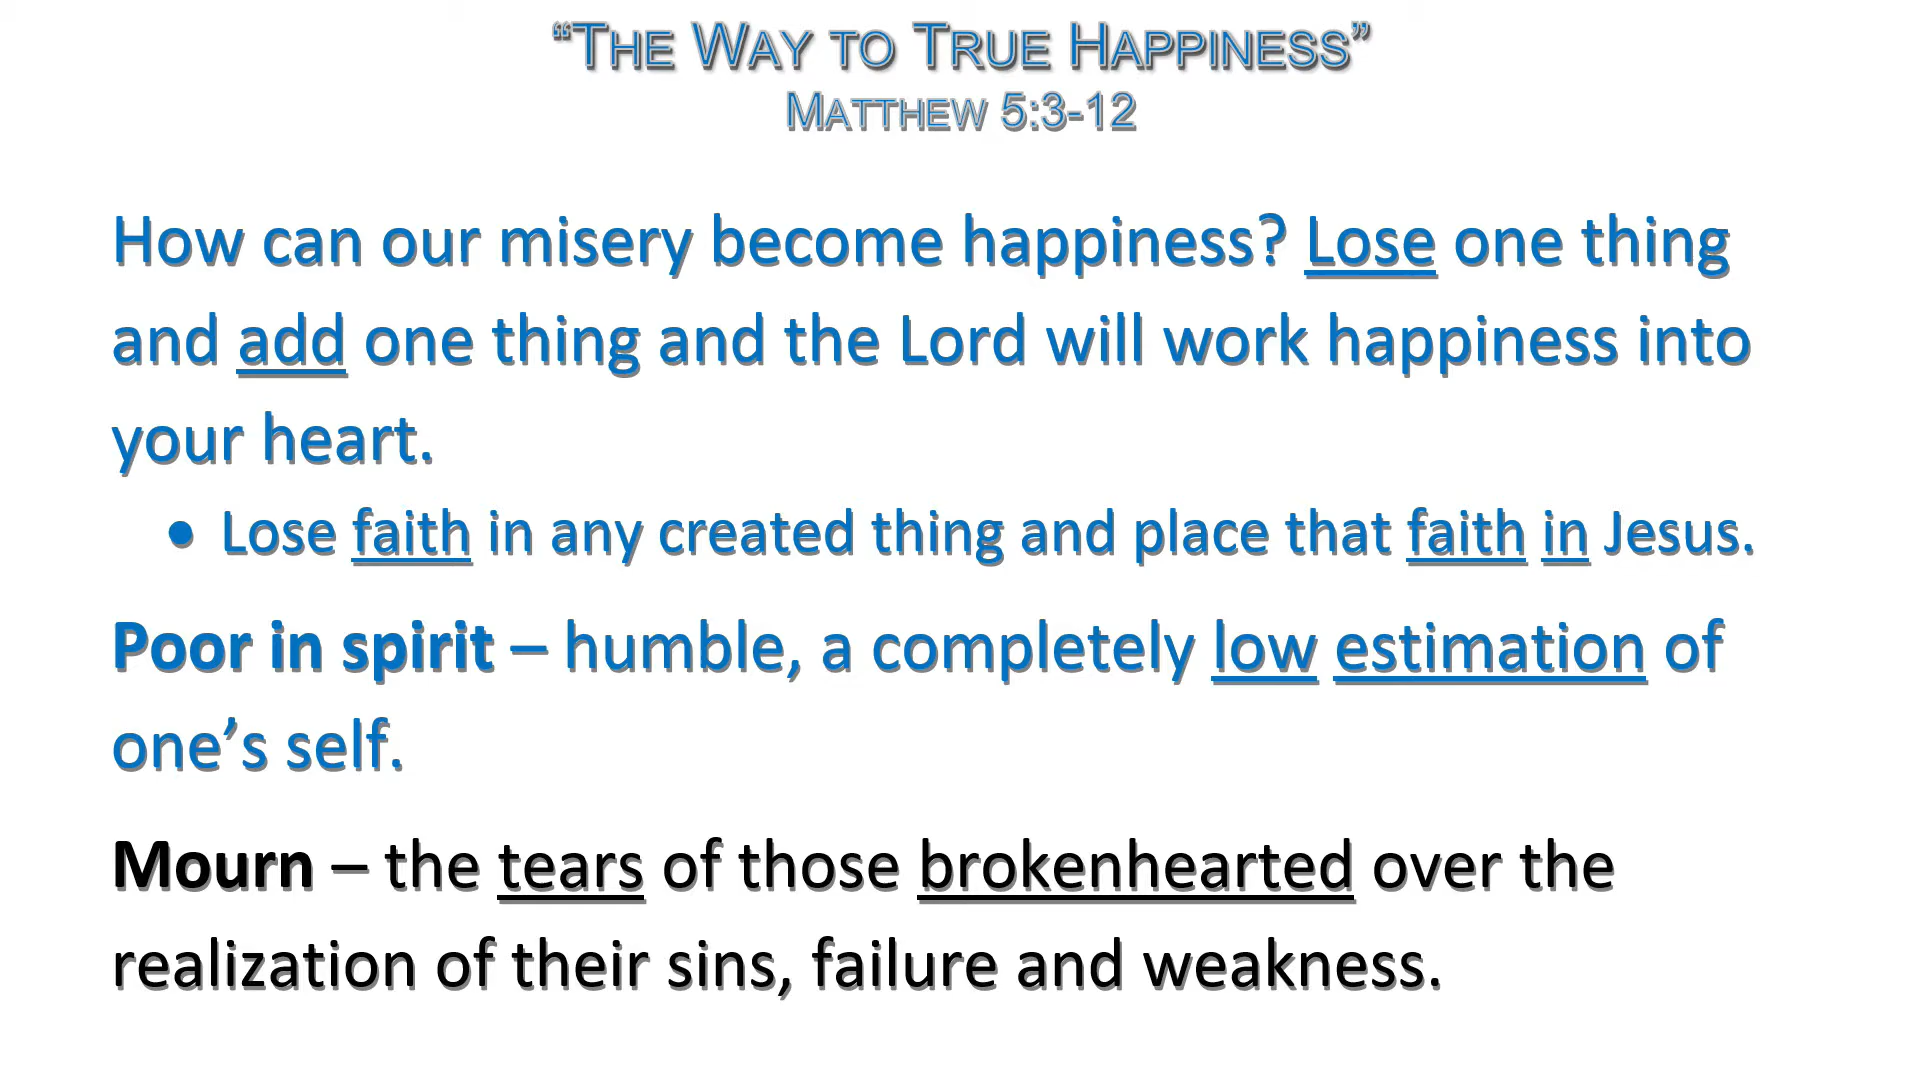 “The Way to True Happiness”
Matthew 5:3-12
How can our misery become happiness? Lose one thing
and add one thing and the Lord will work happiness into
your heart.
• Lose faith in any created thing and place that faith in Jesus.
Poor in spirit – humble, a completely low estimation of
one’s self.
Mourn – the tears of those brokenhearted over the
realization of their sins, failure and weakness.